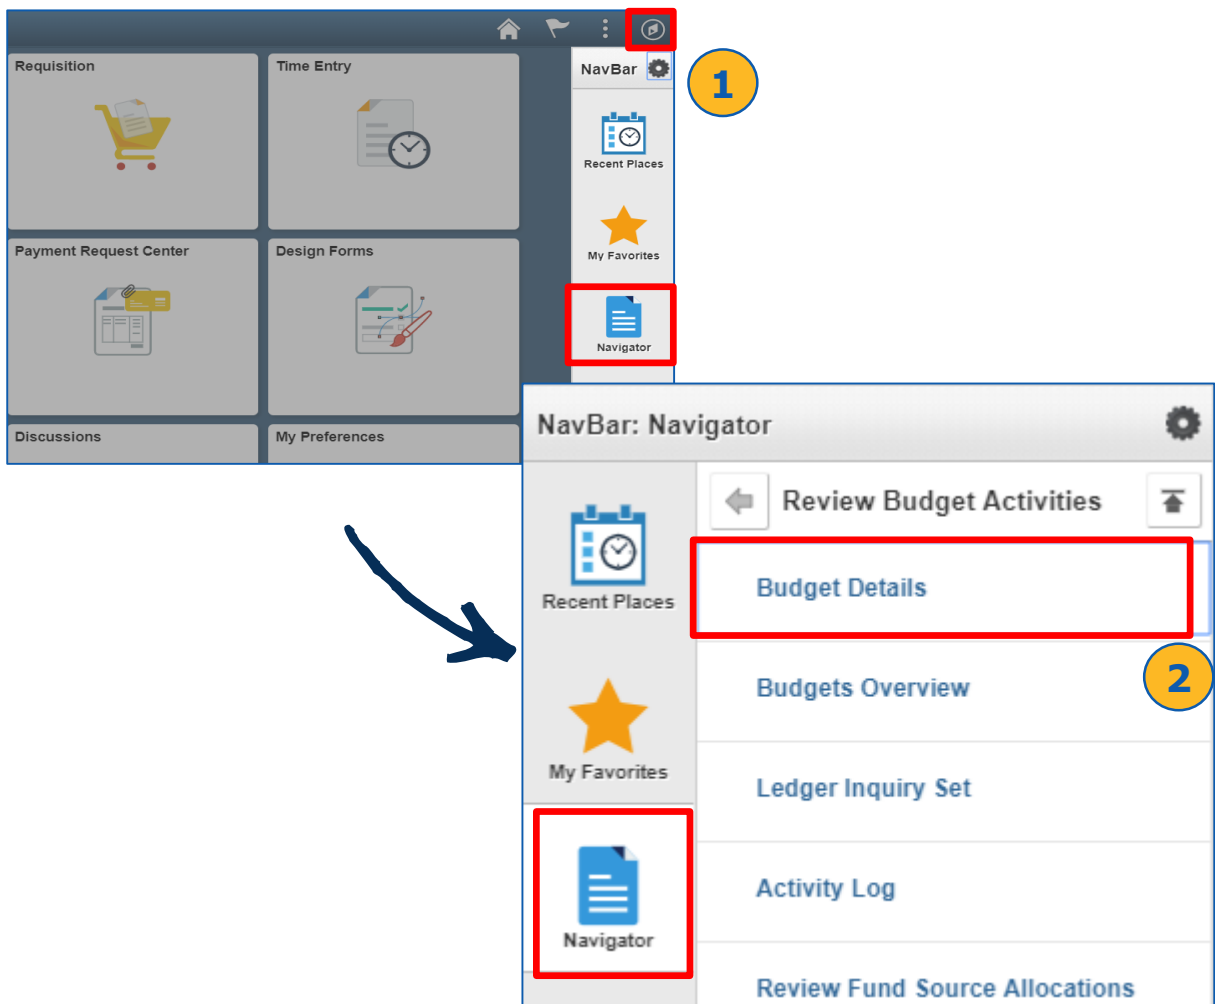 Requisition
Time Entry
NavBar
1
Recent Places
My Favorites
Payment Request Center
Design Forms
Navigator
Discussions
My Preferences
NavBar: Navigator
Review Budget Activities
Recent Places
Budget Details
2
Budgets Overview
My Favorites
Ledger Inquiry Set
Activity Log
Navigator
Review Fund Source Allocations